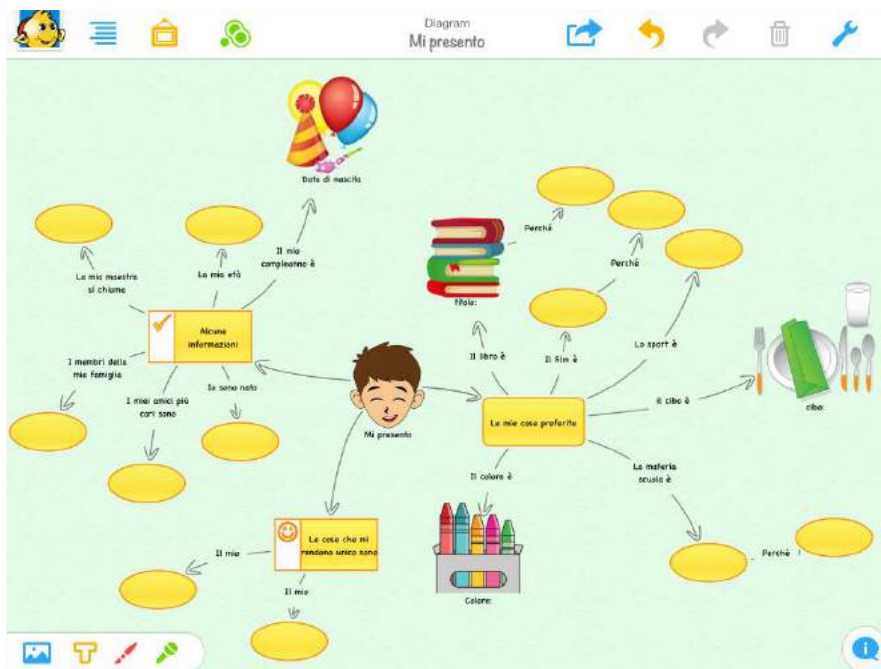 Diagram
Mi presento
Data di nascita
Perché
La mia maestra
si chiama
La mia età
Il mio
compleanno è
Perché
titolo:
Alcune
informazioni
Il libro è
Il film è
Lo sport è
I membri della
mia famiglia
I miei amici più
cari sono
Io sono nato
Mi presento
Le mie cose preferite
il cibo è
cibo:
Il colore è
La materia
scuola è
Le cose che mi
rendono unico sono
Il mio
Il mio
Colore:
Perché